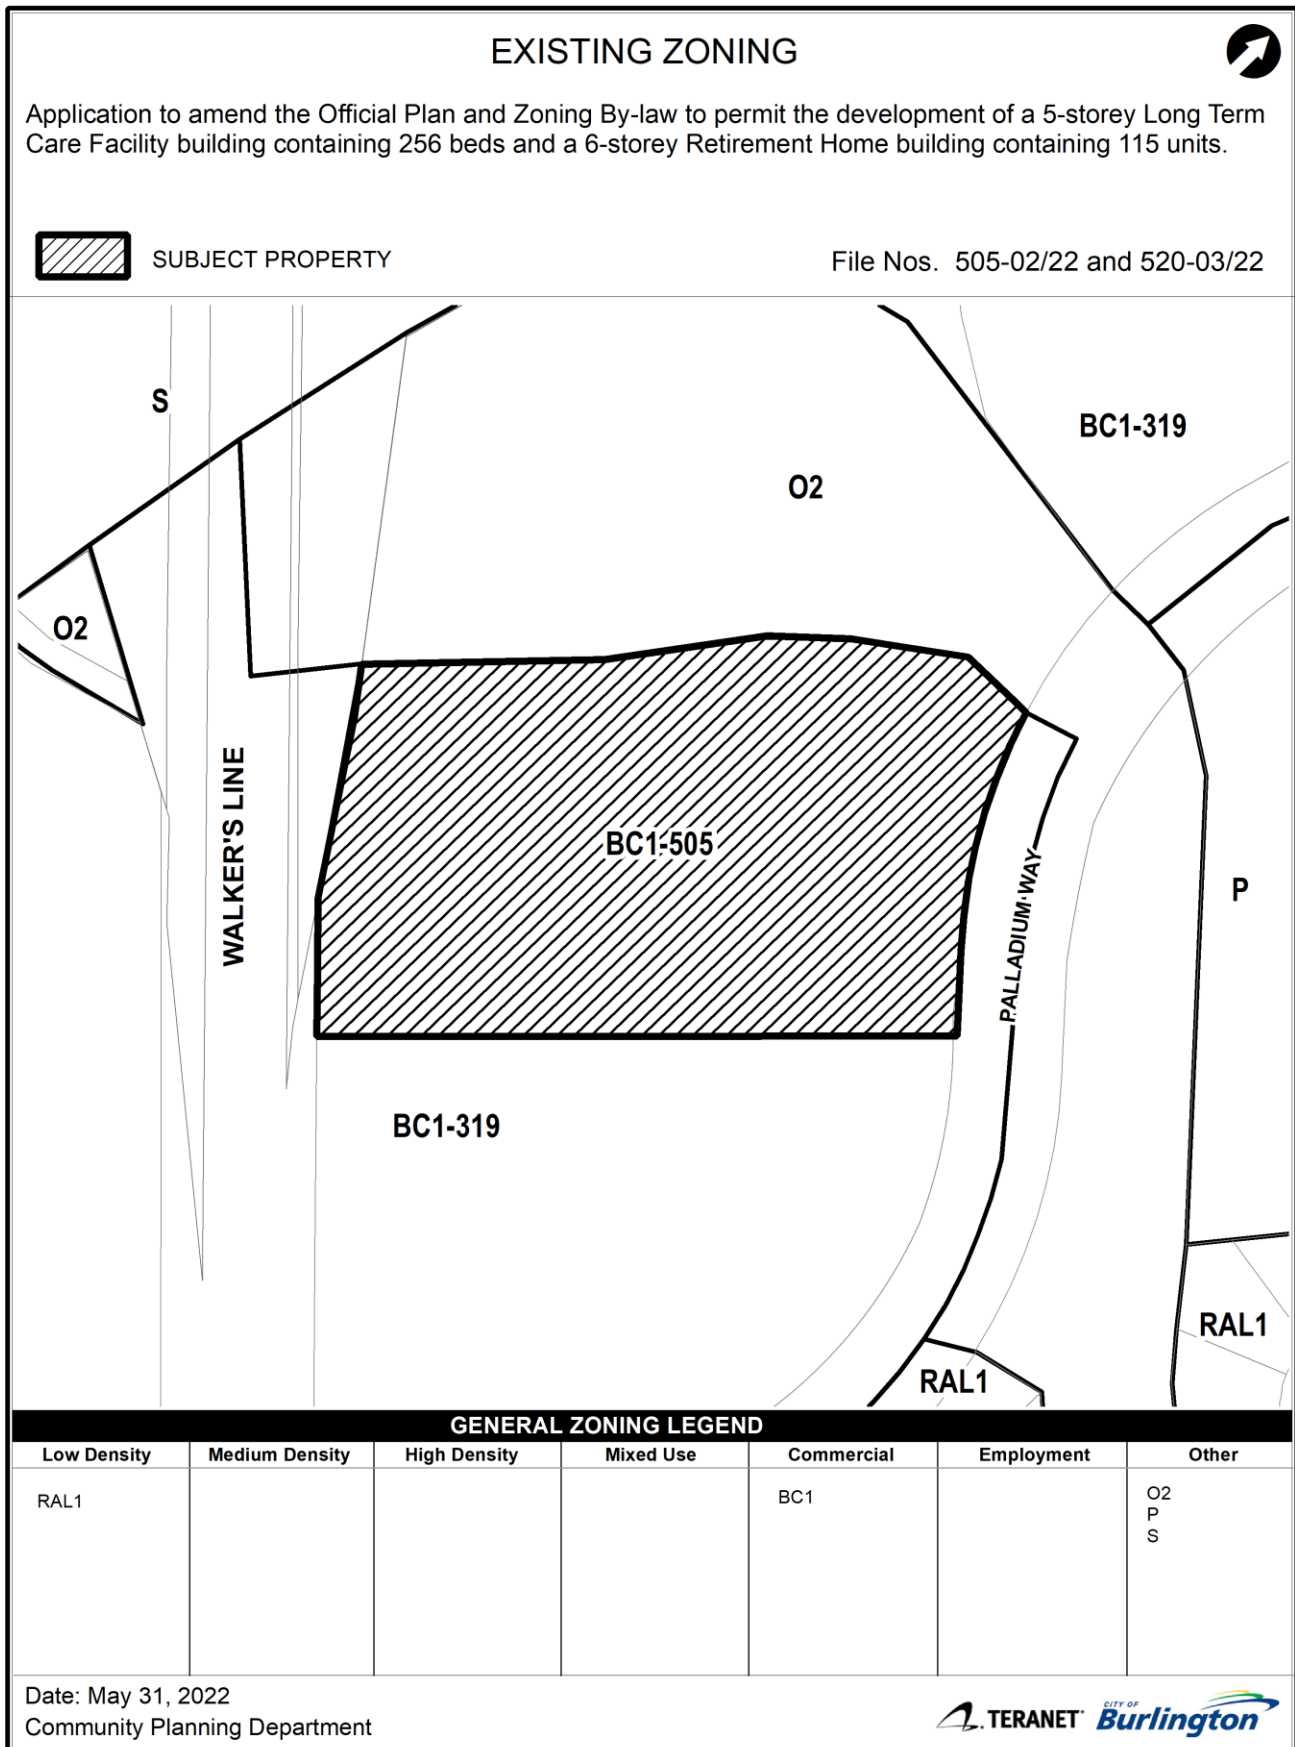 EXISTING ZONING
Application to amend the Official Plan and Zoning By-law to permit the development of a 5-storey Long Term
Care Facility building containing 256 beds and a 6-storey Retirement Home building containing 115 units.
SUBJECT PROPERTY
File Nos. 505-02/22 and 520-03/22
S
BC1-319
O2
O2
WALKER'S LINE
BC1-505
PALLADIUM WAY
P
BC1-319
RAL1
RAL1
GENERAL ZONING LEGEND
Low Density Medium Density High Density Mixed Use Commercial Employment Other
RAL1 BC1 O2
P
S
Date: May 31, 2022
Community Planning Department
TERANET
CITY OF
Burlington